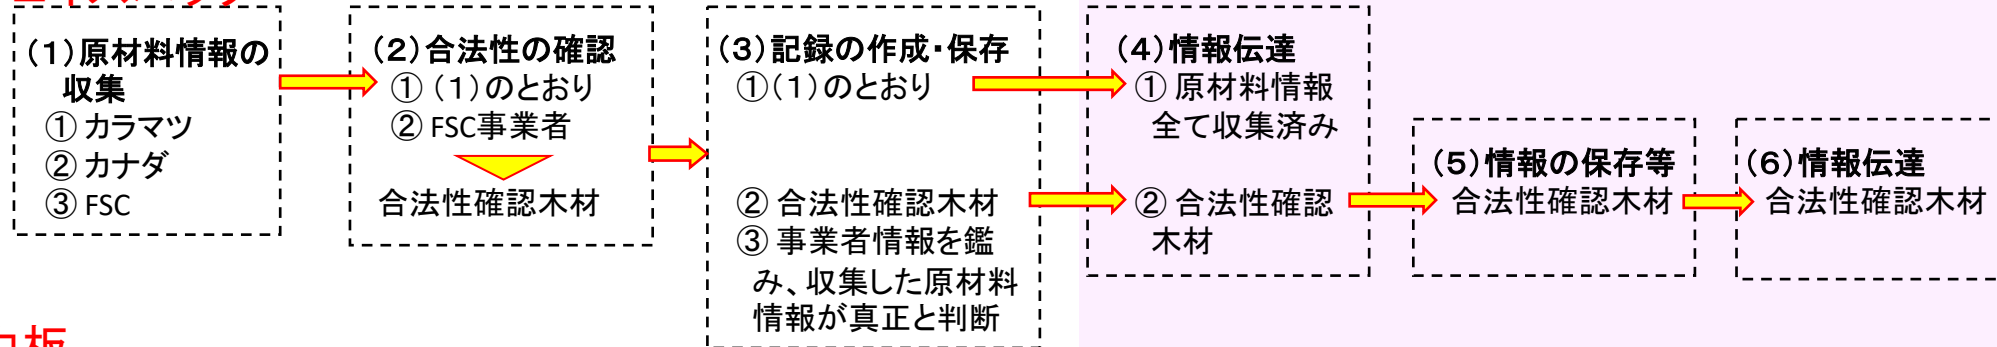 (1)原材料情報の
収集
① カラマツ
② カナダ
③ FSC
(2)合法性の確認
① (1)のとおり
② FSC事業者
合法性確認木材
(3)記録の作成・保存
①(1)のとおり
② 合法性確認木材
③ 事業者情報を鑑
み、収集した原材料
情報が真正と判断
(4)情報伝達
① 原材料情報
全て収集済み
② 合法性確認
木材
(5)情報の保存等
合法性確認木材
(6)情報伝達
合法性確認木材